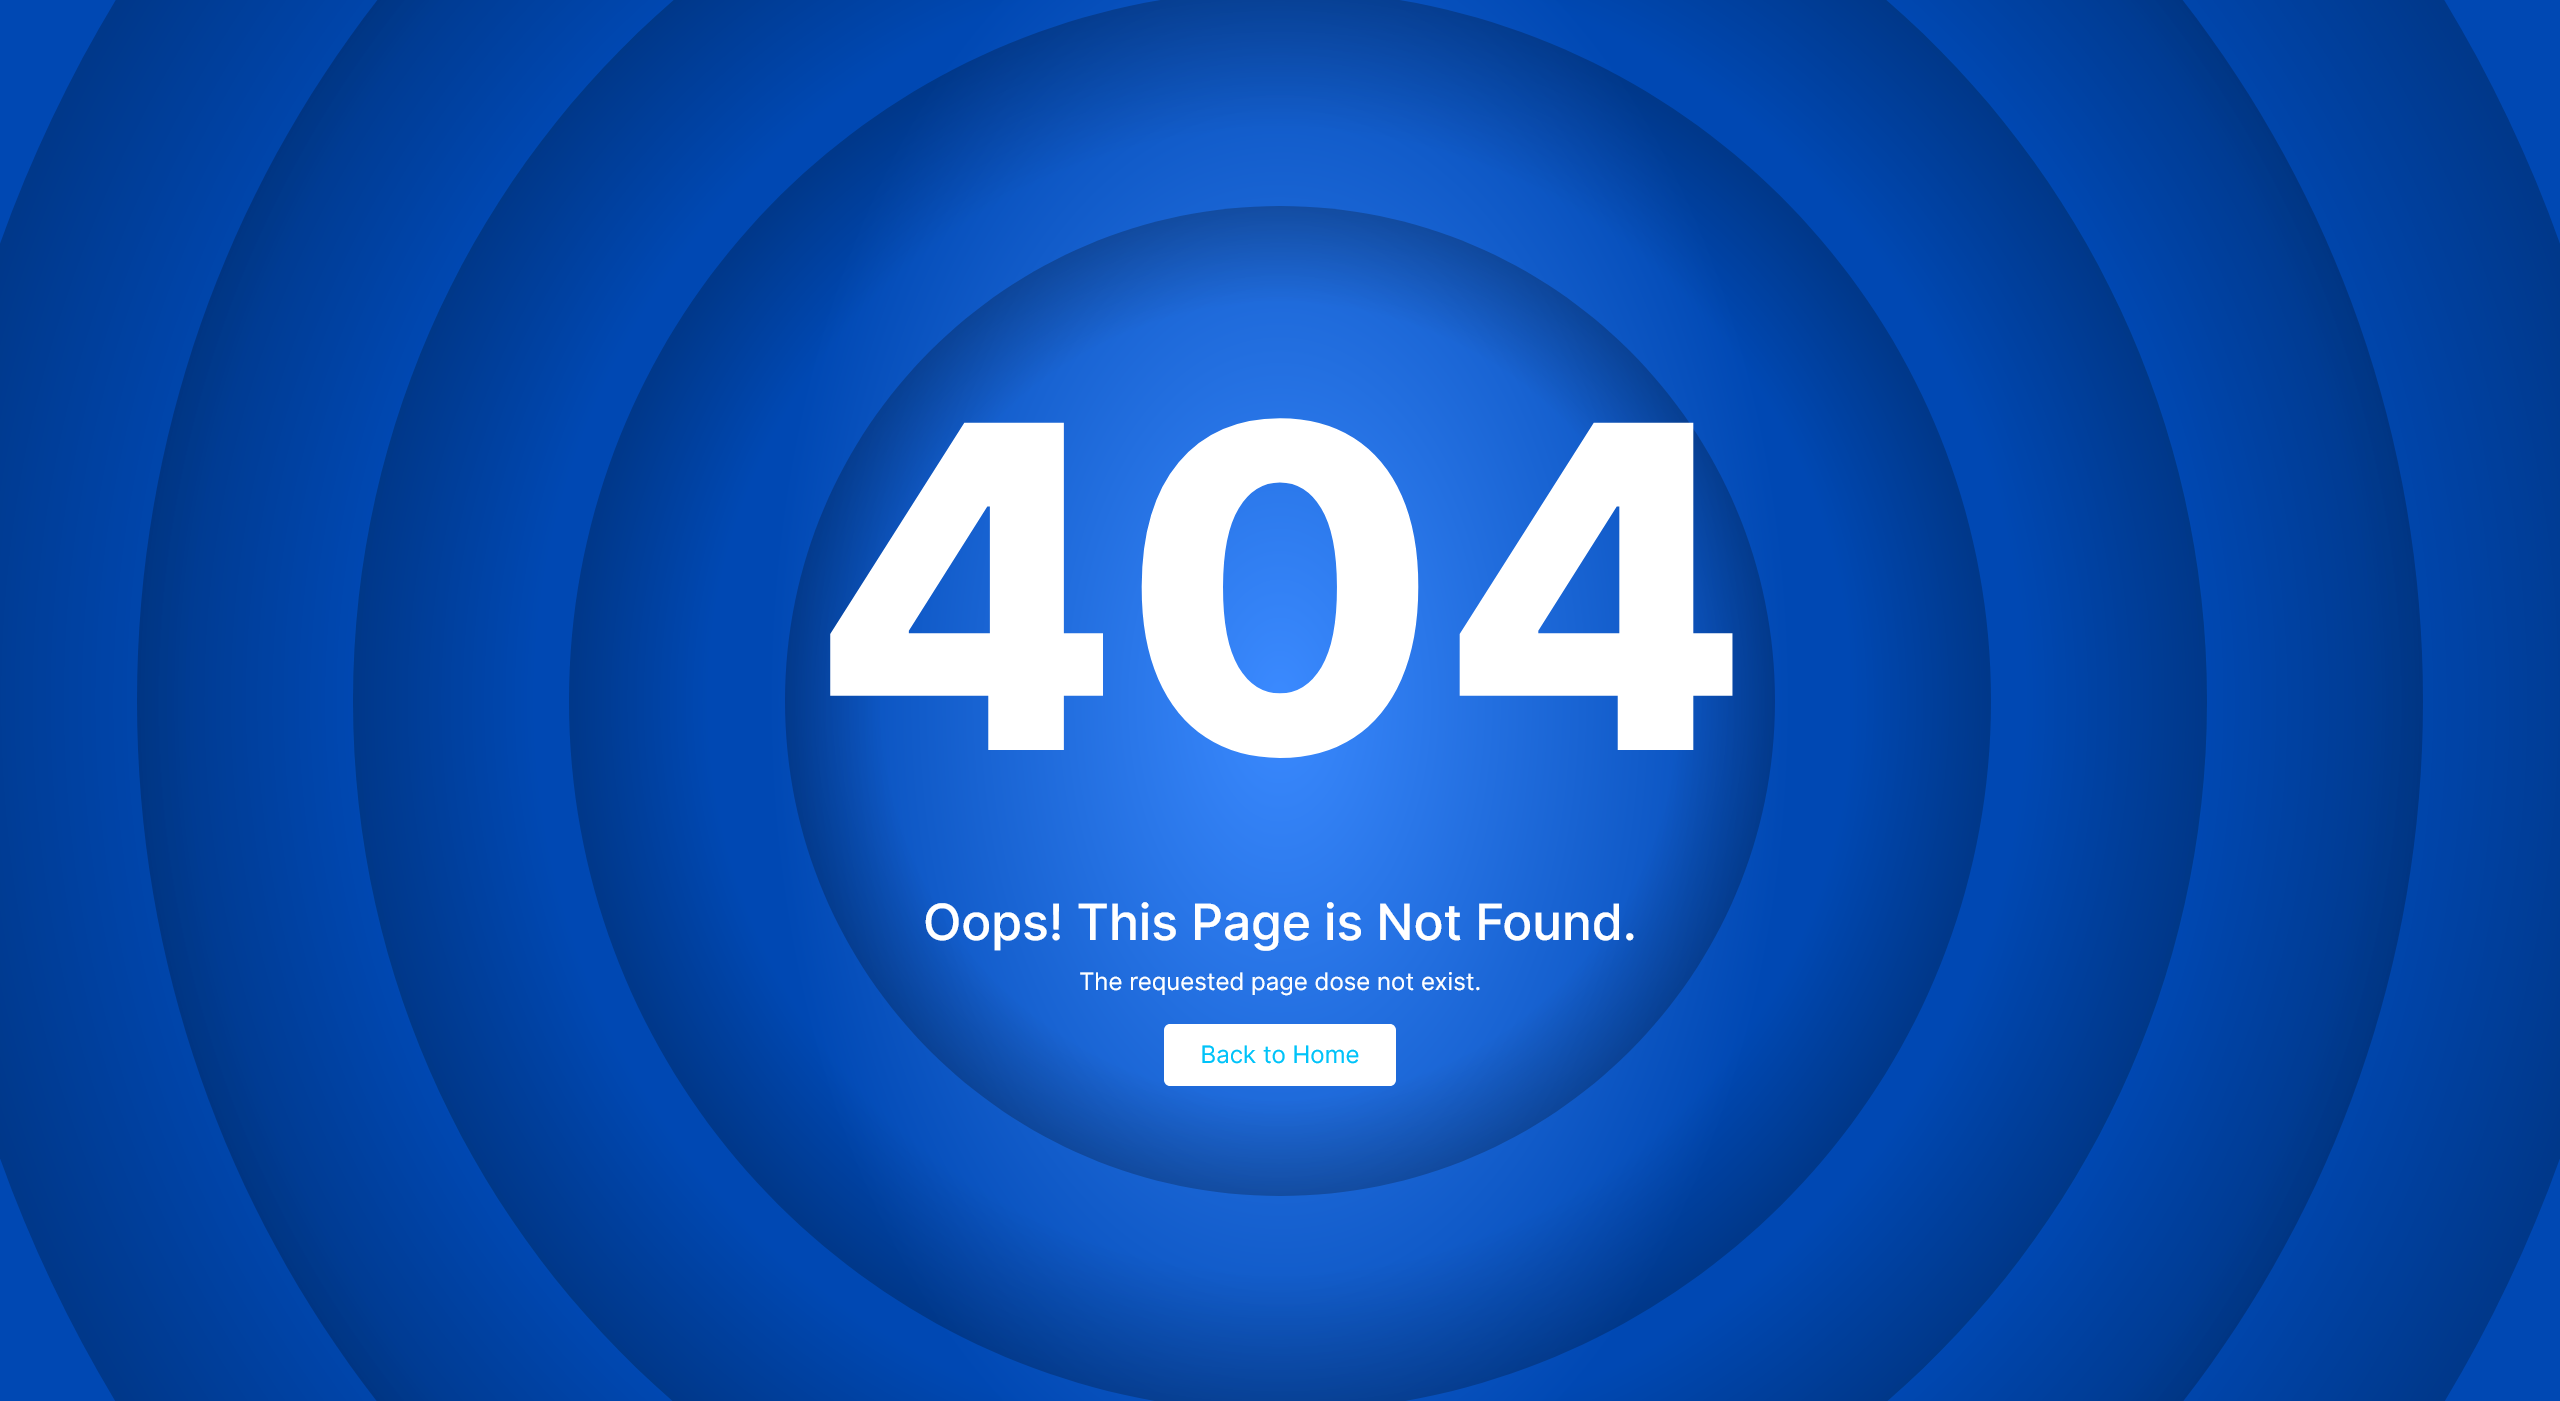 404
Oops! This Page is Not Found.
The requested page dose not exist.
Back to Home